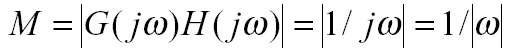 M = |G(jω)H(jω)| = |1/ jω| = 1/|ω|